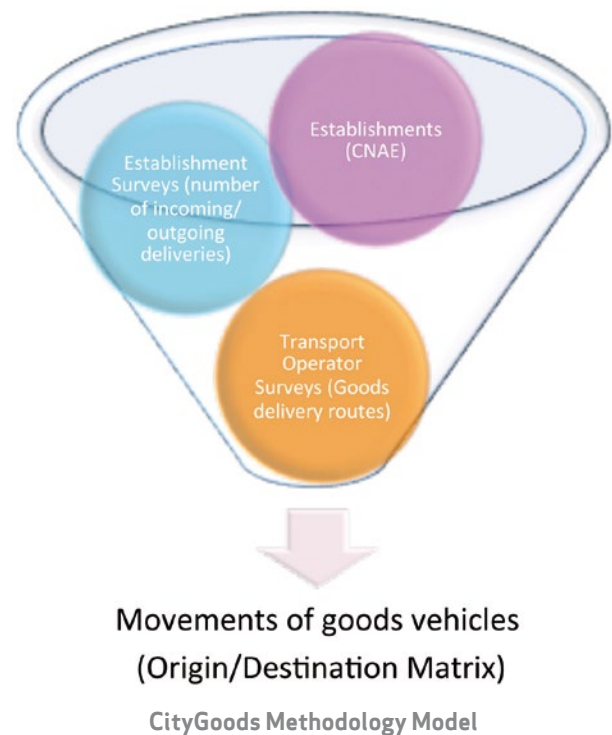 Establishments
(CNAE)
Establishment
Surveys (number
of incoming/
outgoing
deliveries)
Transport
Operator
Surveys (Goods
delivery routes)
Movements of goods vehicles
(Origin/Destination Matrix)
CityGoods Methodology Model